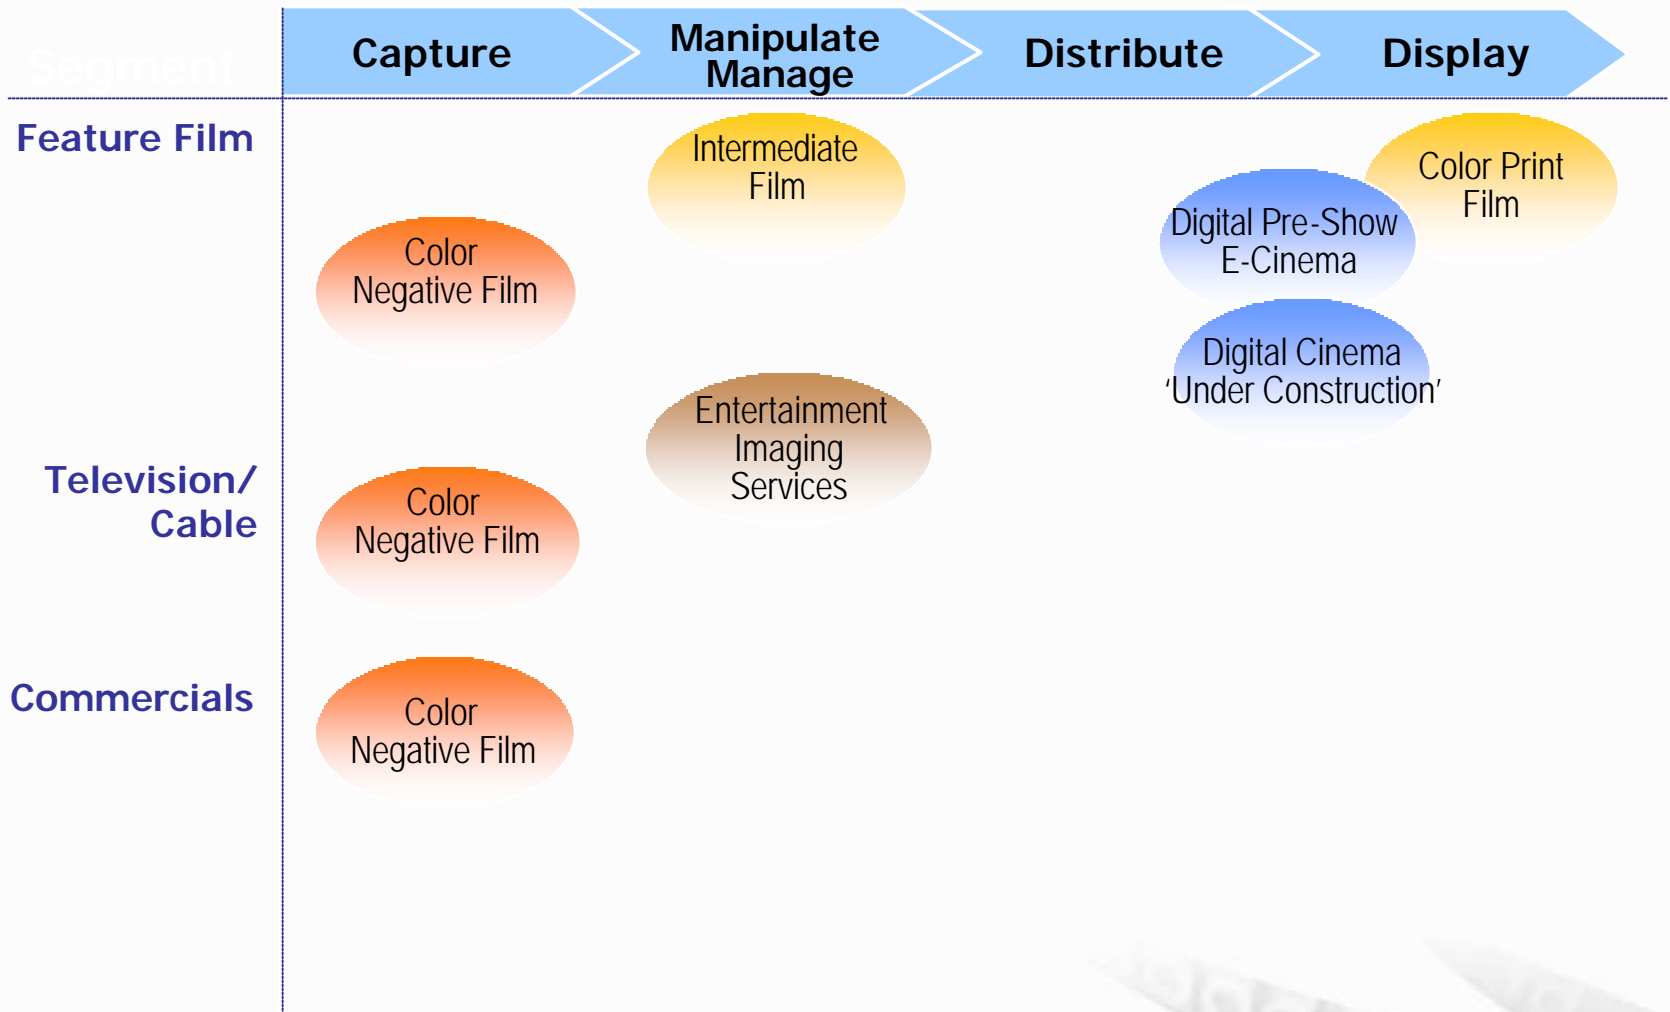 Segment
Capture
Manipulate
Manage
Distribute
Display
Feature Film
Intermediate
Film
Color Print
Film
Digital Pre-Show
E-Cinema
Color
Negative Film
Digital Cinema
‘Under Construction’
Entertainment
Imaging
Services
Television/
Cable
Color
Negative Film
Commercials
Color
Negative Film